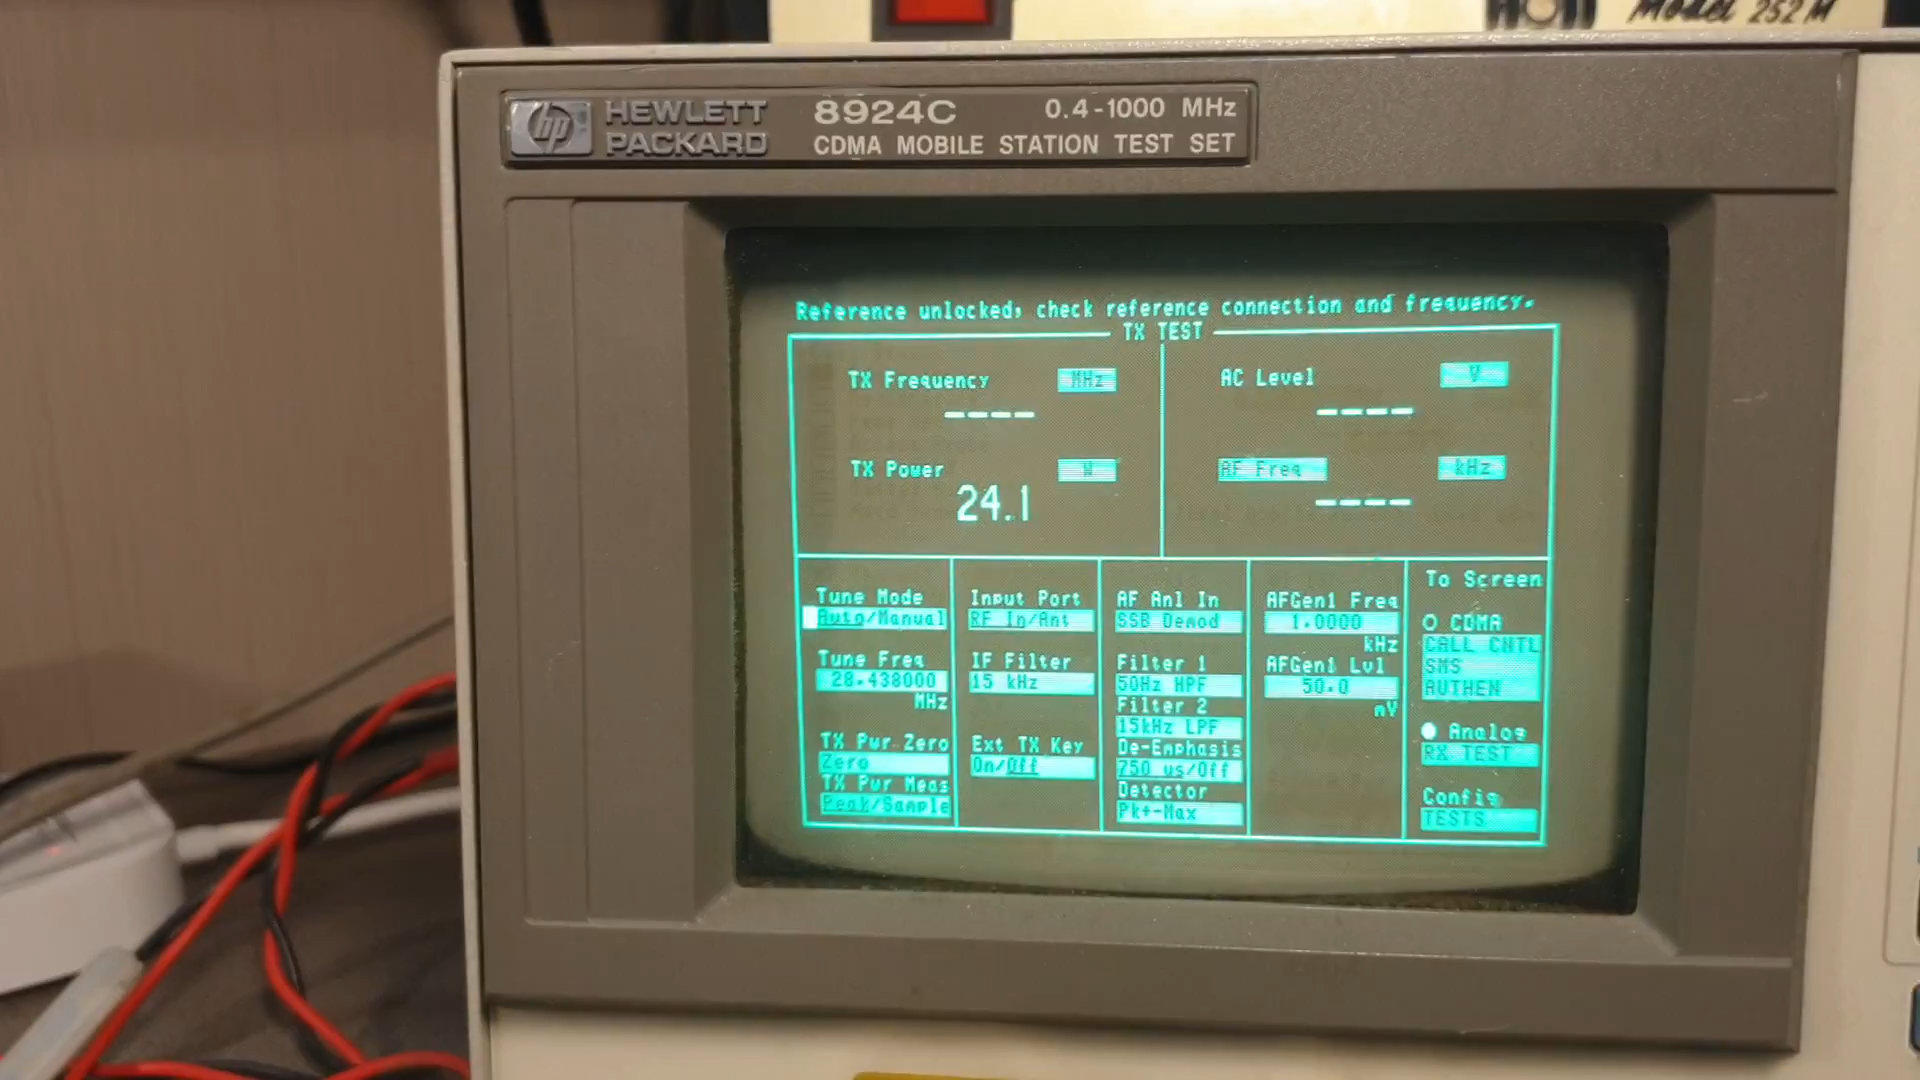 Model 252M
hp HEWLETT PACKARD
8924C 0.4-1000 MHz
CDMA MOBILE STATION TEST SET
Reference unlocked, check reference connection and frequency.
TX TEST
TX Frequency MHz
----
TX Power W
24.1
AC Level V
----
AF Freq kHz
----
Tune Mode
Auto/Manual
Tune Freq
28.438000
MHz
TX Pwr Zero
Zero
TX Pwr Meas
Peak/Sample
Input Port
RF In/Ant
IF Filter
15 kHz
Ext TX Key
On/Off
AF Anl In
SSB Demod
Filter 1
50Hz HPF
Filter 2
15kHz LPF
De-Emphasis
750 us/Off
Detector
Pk+-Max
AFGen1 Freq
1.0000
kHz
AFGen1 Lvl
50.0
mV
To Screen
CDMA
CALL CNTL
SMS
AUTHEN
Analog
RX TEST
Config
TESTS